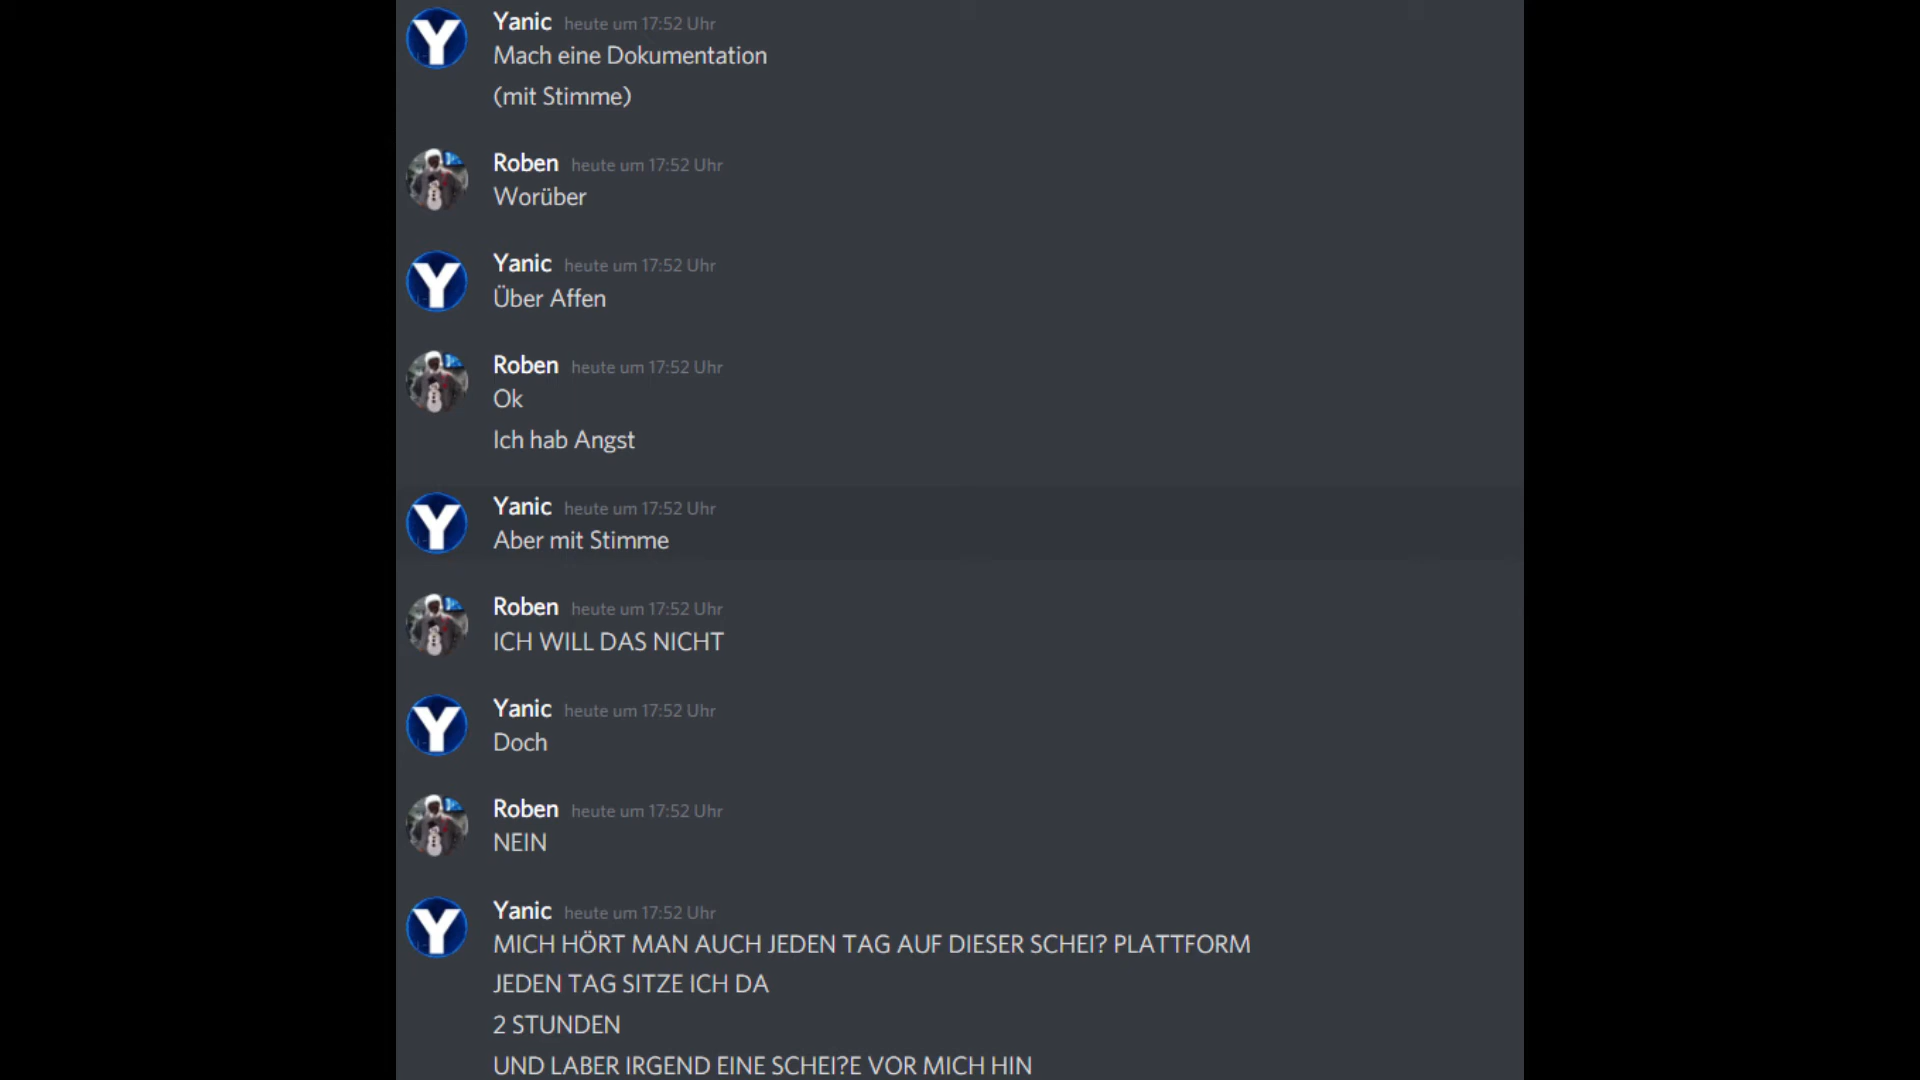 Yanic heute um 17:52 Uhr
Mach eine Dokumentation
(mit Stimme)
Roben heute um 17:52 Uhr
Worüber
Yanic heute um 17:52 Uhr
Über Affen
Roben heute um 17:52 Uhr
Ok
Ich hab Angst
Yanic heute um 17:52 Uhr
Aber mit Stimme
Roben heute um 17:52 Uhr
ICH WILL DAS NICHT
Yanic heute um 17:52 Uhr
Doch
Roben heute um 17:52 Uhr
NEIN
Yanic heute um 17:52 Uhr
MICH HÖRT MAN AUCH JEDEN TAG AUF DIESER SCHEI? PLATTFORM
JEDEN TAG SITZE ICH DA
2 STUNDEN
UND LABER IRGEND EINE SCHEI?E VOR MICH HIN